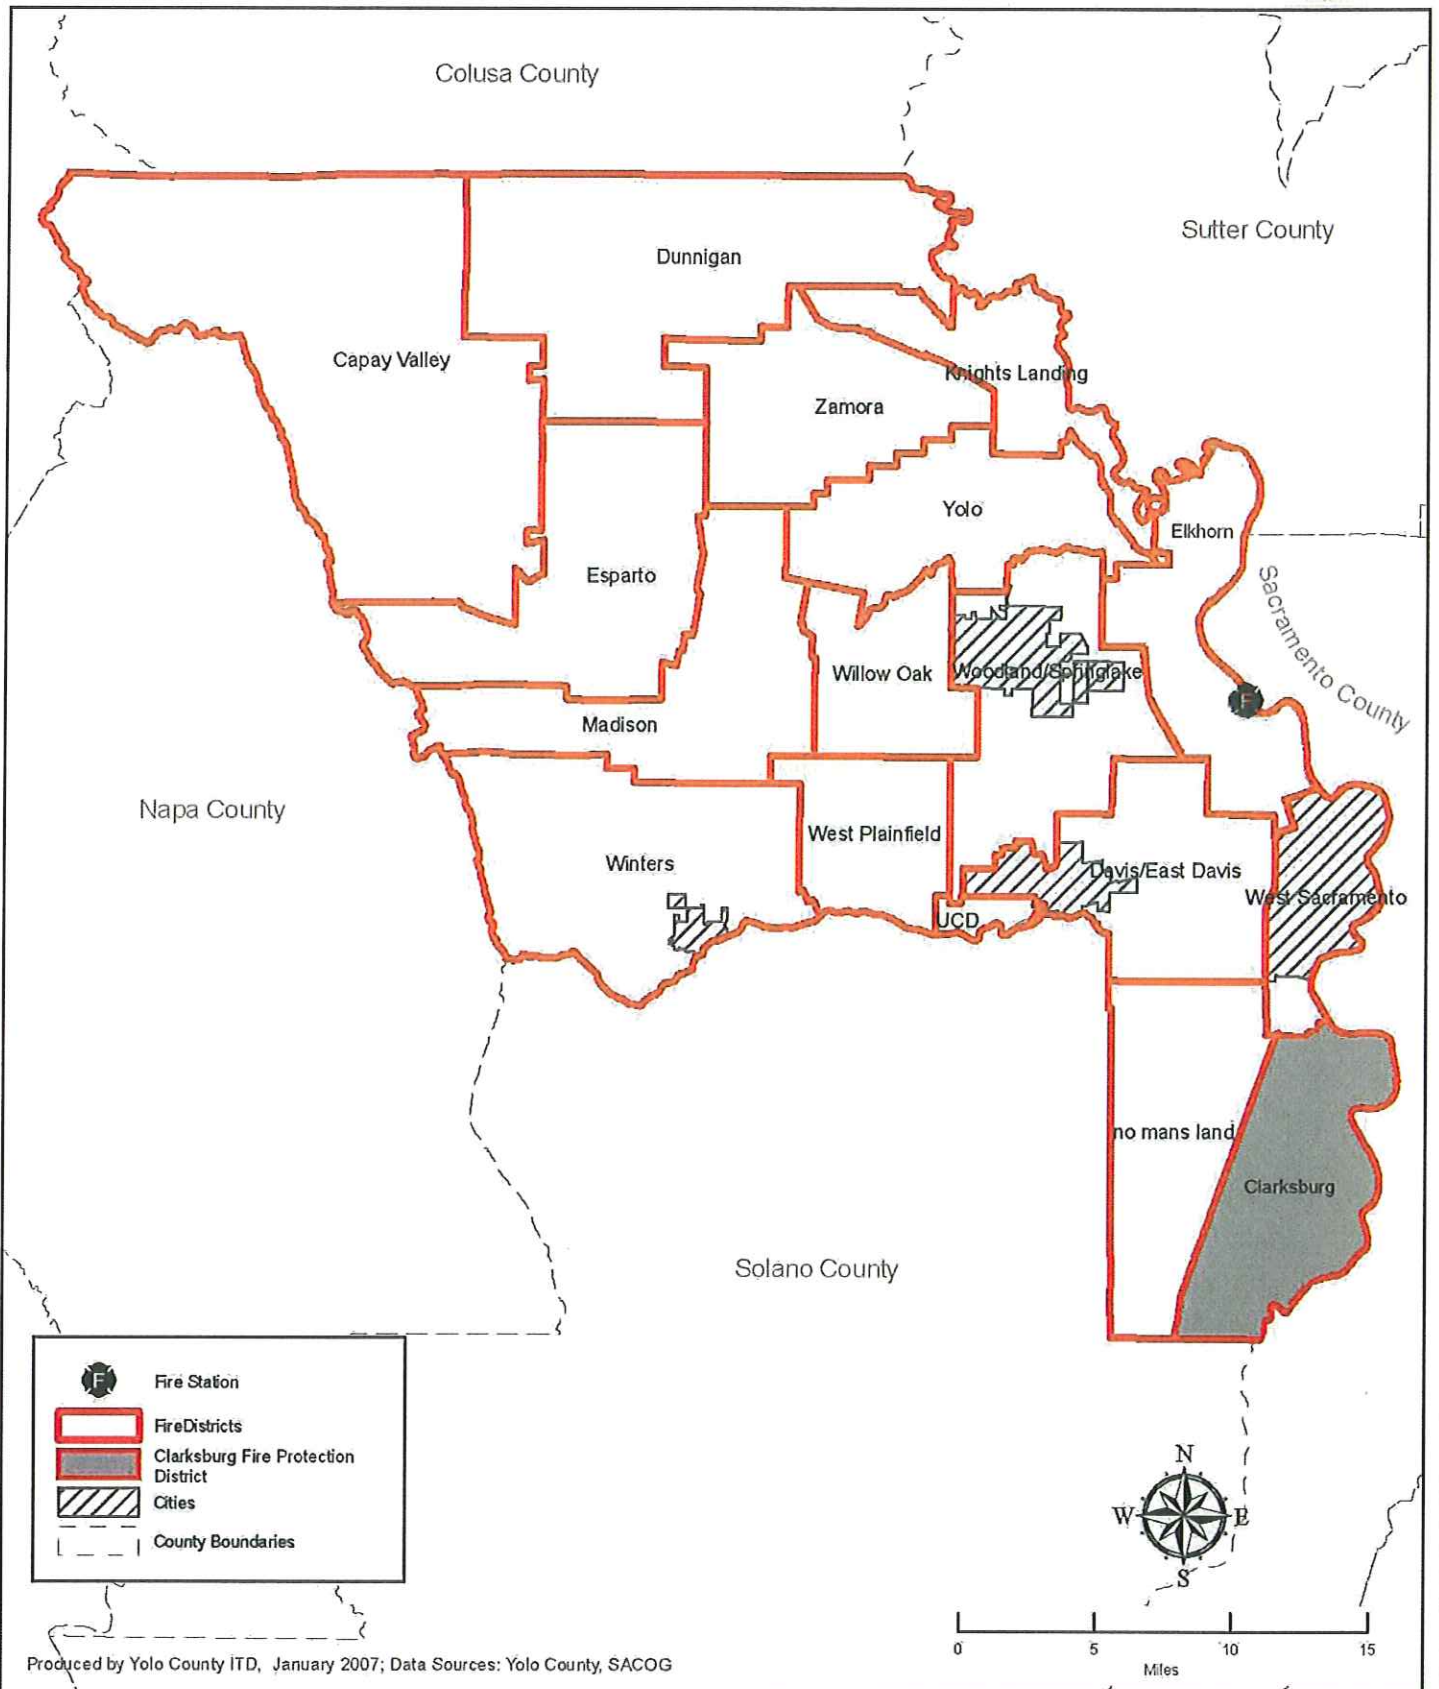 Colusa County
Sutter County
Dunnigan
Capay Valley
Knights Landing
Zamora
Yolo
Elkhorn
Esparto
Sacramento County
Willow Oak
Woodland/Springlake
F
Madison
Napa County
West Plainfield
Winters
Davis/East Davis
West Sacramento
UCD
no mans land
Clarksburg
Solano County
F
Fire Station
FireDistricts
Clarksburg Fire Protection
District
Cities
County Boundaries
N
W
E
S
0
5
10
15
Miles
Produced by Yolo County ITD, January 2007; Data Sources: Yolo County, SACOG